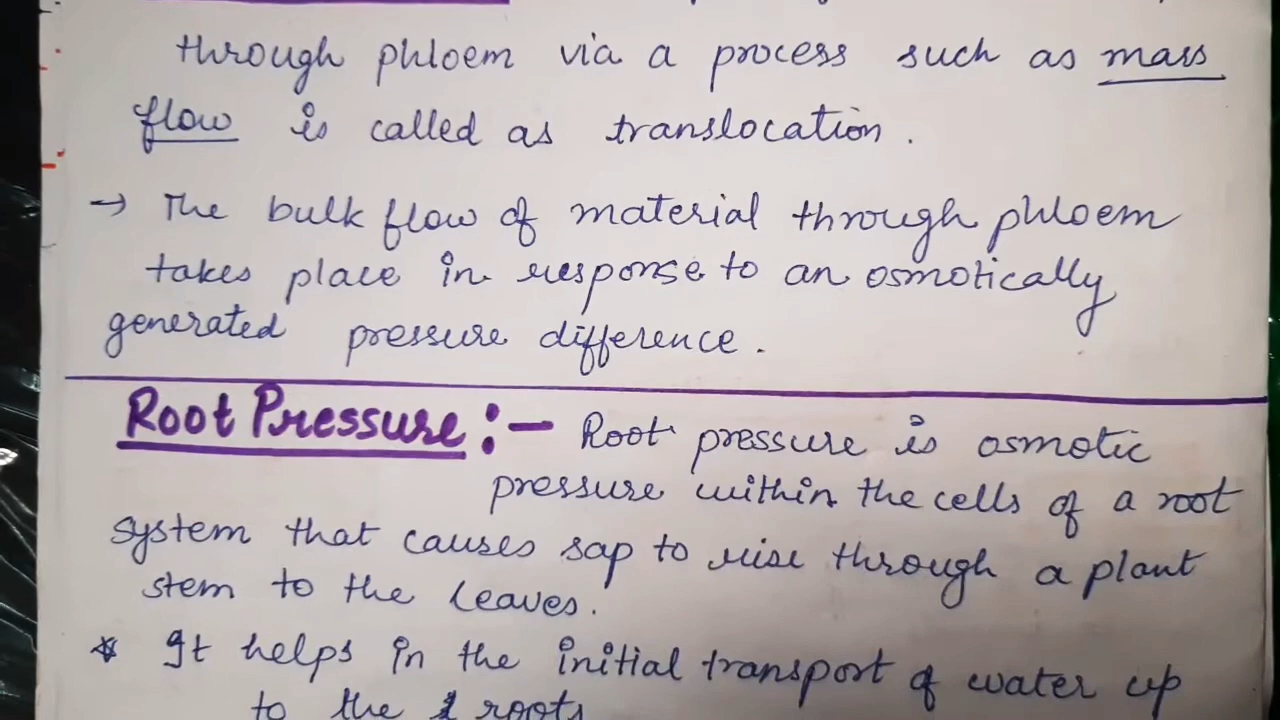 through phloem via a process such as mass
flow is called as translocation.
→ The bulk flow of material through phloem
takes place in response to an osmotically
generated pressure difference.
Root Pressure :- Root pressure is osmotic
pressure within the cells of a root
system that causes sap to rise through a plant
stem to the leaves.
* It helps in the initial transport of water up
to the roots